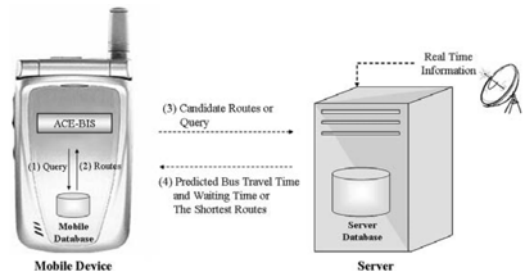 Real Time
Information
ACE-BIS
(3) Candidate Routes or
Query
(1) Query
(2) Routes
(4) Predicted Bus Travel Time
and Waiting Time or
The Shortest Routes
Mobile
Database
Server
Database
Mobile Device
Server